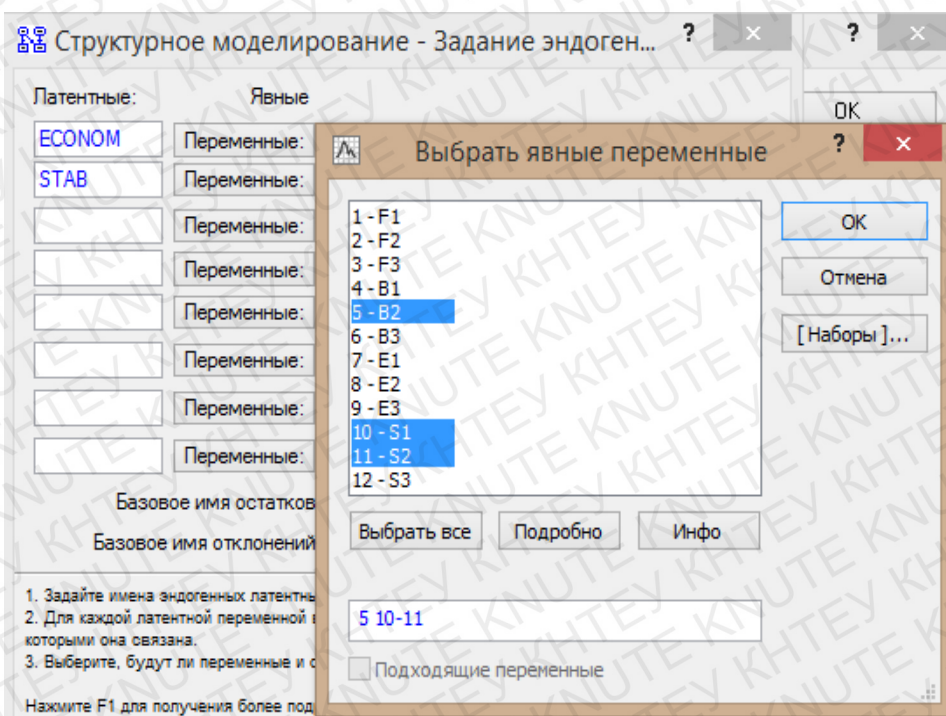 Структурное моделирование - Задание эндоген... ? ×
? ×
Латентные: Явные
OK
ECONOM Переменные:
STAB Переменные:
Переменные:
Переменные:
Переменные:
Переменные:
Переменные:
Переменные:
Базовое имя остатков
Базовое имя отклонений
1. Задайте имена эндогенных латентн
2. Для каждой латентной переменной
которыми она связана.
3. Выберите, будут ли переменные и
Нажмите F1 для получения более под
Выбрать явные переменные ? ×
1 - F1
2 - F2
3 - F3
4 - B1
5 - B2
6 - B3
7 - E1
8 - E2
9 - E3
10 - S1
11 - S2
12 - S3
OK
Отмена
[ Наборы ]...
Выбрать все Подробно Инфо
5 10-11
Подходящие переменные
KNUTE КНТЕУ